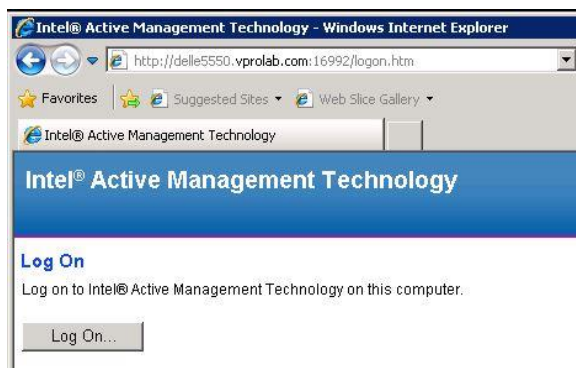 Intel® Active Management Technology - Windows Internet Explorer
http://delle5550.vprolab.com:16992/logon.htm
Favorites Suggested Sites Web Slice Gallery
Intel® Active Management Technology
Intel® Active Management Technology
Log On
Log on to Intel® Active Management Technology on this computer.
Log On...